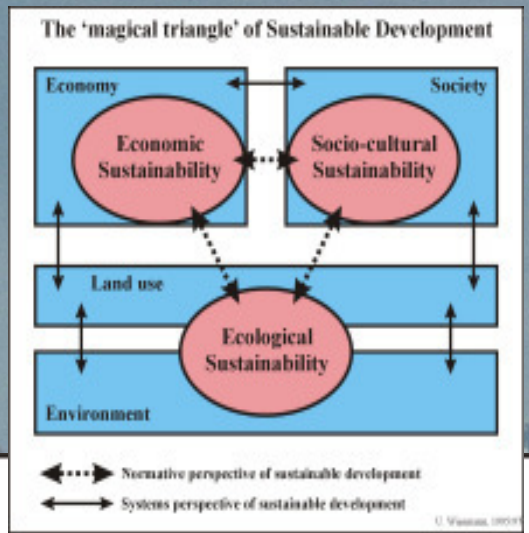 The 'magical triangle' of Sustainable Development
Economy
Society
Economic
Sustainability
Socio-cultural
Sustainability
Land use
Ecological
Sustainability
Environment
Normative perspective of sustainable development
Systems perspective of sustainable development